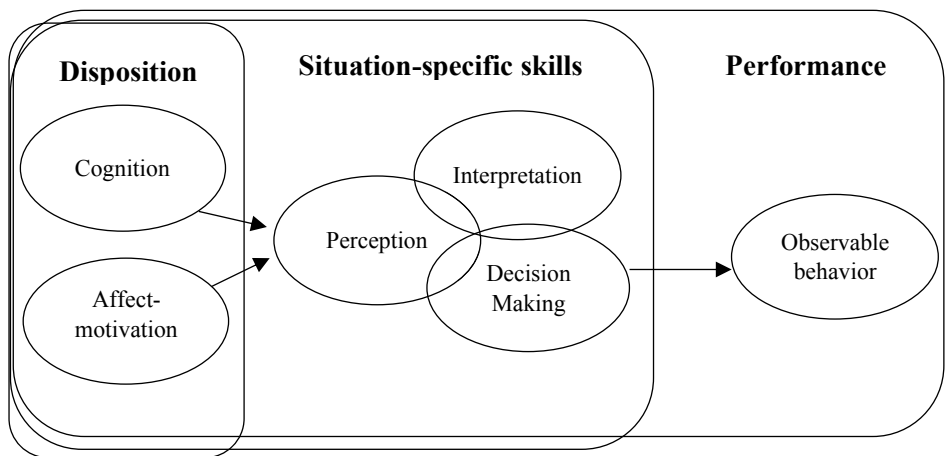 Disposition
Situation-specific skills
Performance
Cognition
Affect-
motivation
Perception
Interpretation
Decision
Making
Observable
behavior